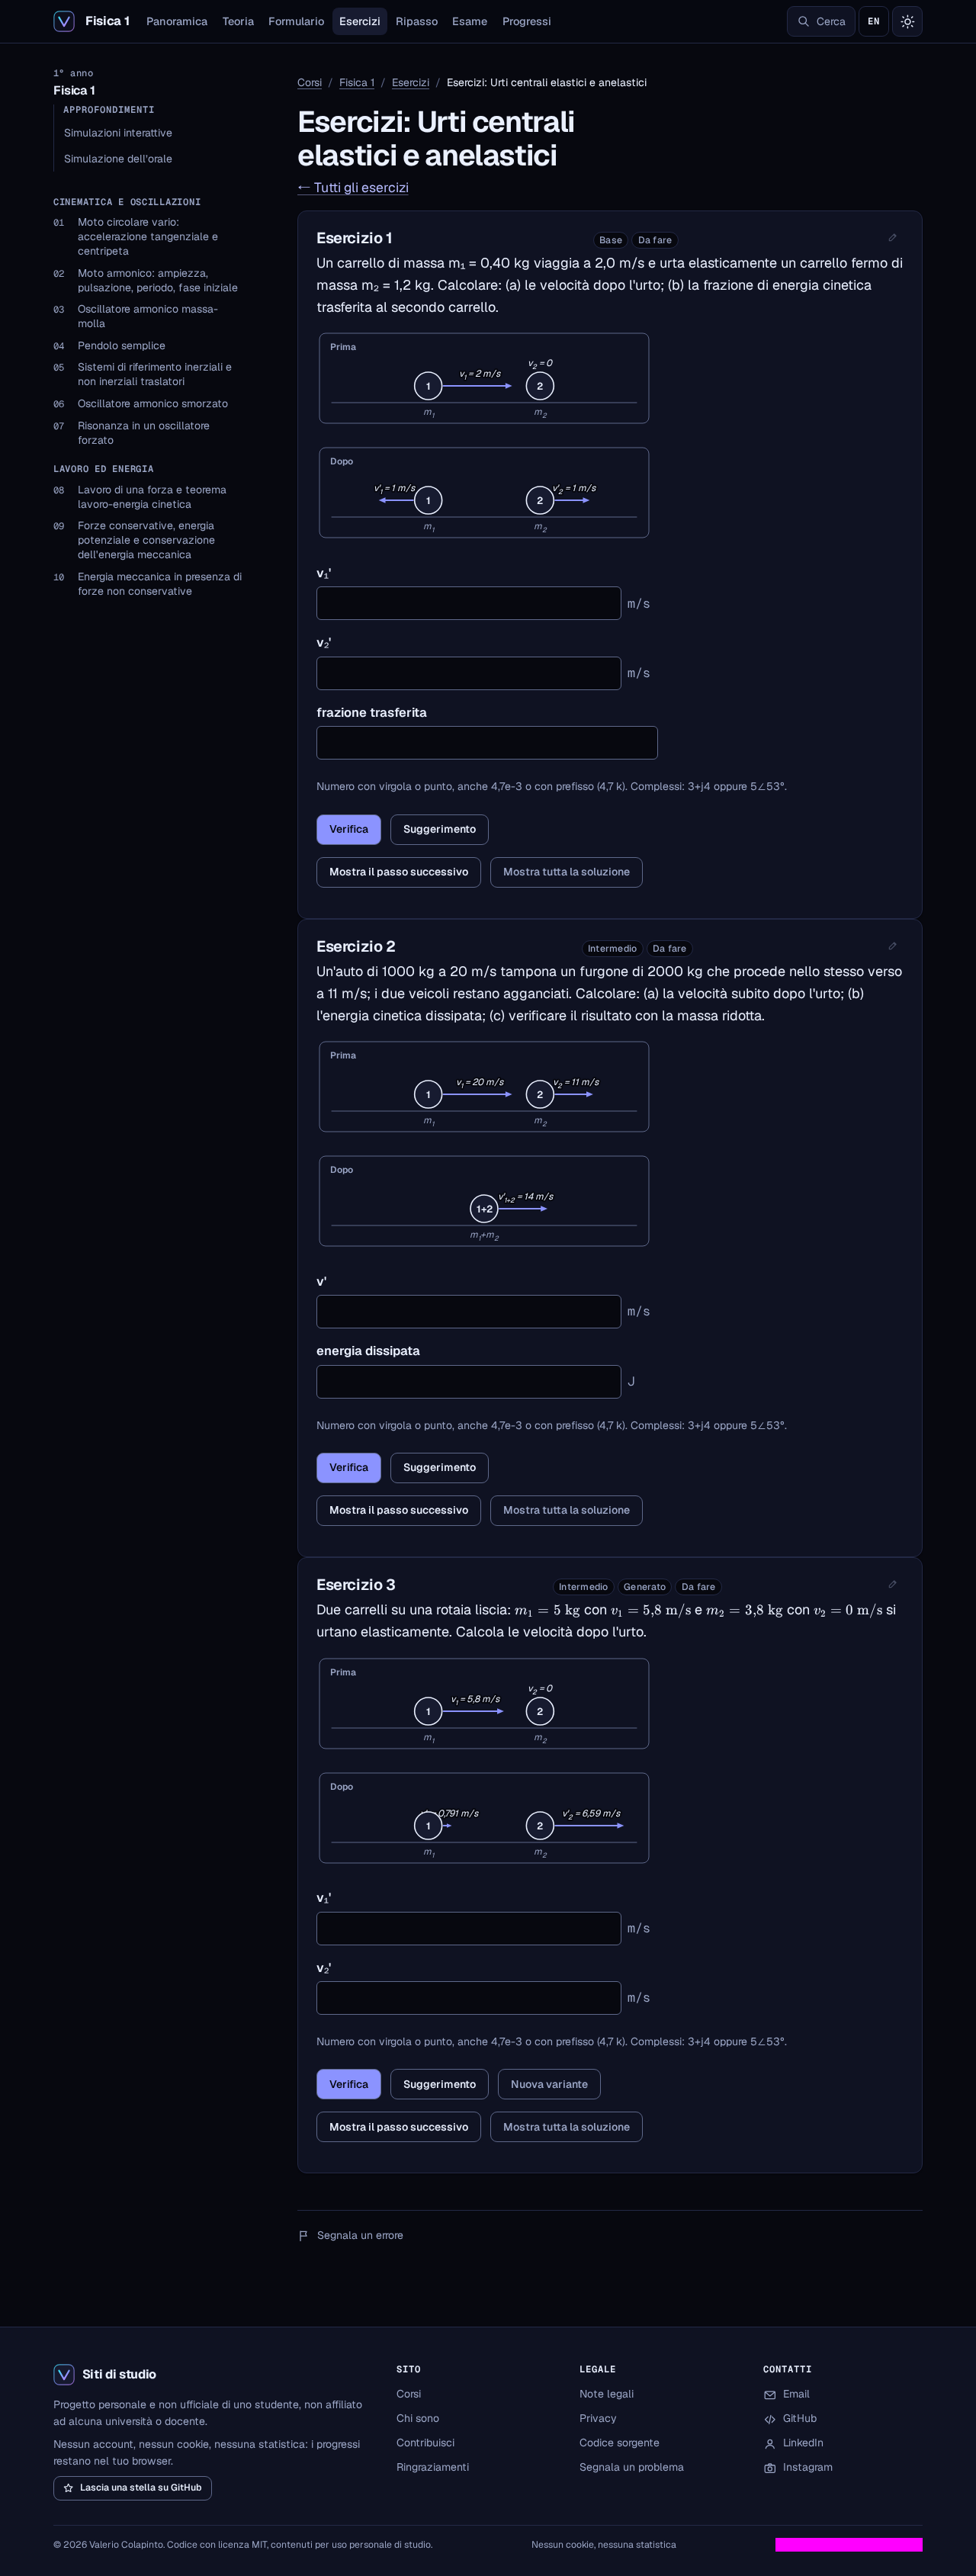 Fisica 1 Panoramica Teoria Formulario Esercizi Ripasso Esame Progressi Cerca EN
1° anno
Fisica 1
APPROFONDIMENTI
Simulazioni interattive
Simulazione dell'orale
CINEMATICA E OSCILLAZIONI
01 Moto circolare vario:
accelerazione tangenziale e
centripeta
02 Moto armonico: ampiezza,
pulsazione, periodo, fase iniziale
03 Oscillatore armonico massa-
molla
04 Pendolo semplice
05 Sistemi di riferimento inerziali e
non inerziali traslatori
06 Oscillatore armonico smorzato
07 Risonanza in un oscillatore
forzato
LAVORO ED ENERGIA
08 Lavoro di una forza e teorema
lavoro-energia cinetica
09 Forze conservative, energia
potenziale e conservazione
dell'energia meccanica
10 Energia meccanica in presenza di
forze non conservative
Corsi / Fisica 1 / Esercizi / Esercizi: Urti centrali elastici e anelastici
Esercizi: Urti centrali
elastici e anelastici
← Tutti gli esercizi
Esercizio 1 Base Da fare
Un carrello di massa m₁ = 0,40 kg viaggia a 2,0 m/s e urta elasticamente un carrello fermo di
massa m₂ = 1,2 kg. Calcolare: (a) le velocità dopo l'urto; (b) la frazione di energia cinetica
trasferita al secondo carrello.
Prima
v₂ = 0
v₁ = 2 m/s
1 2
m₁ m₂
Dopo
v'₁ = 1 m/s v'₂ = 1 m/s
1 2
m₁ m₂
v₁'
m/s
v₂'
m/s
frazione trasferita
Numero con virgola o punto, anche 4,7e-3 o con prefisso (4,7 k). Complessi: 3+j4 oppure 5∠53°.
Verifica Suggerimento
Mostra il passo successivo Mostra tutta la soluzione
Esercizio 2 Intermedio Da fare
Un'auto di 1000 kg a 20 m/s tampona un furgone di 2000 kg che procede nello stesso verso
a 11 m/s; i due veicoli restano agganciati. Calcolare: (a) la velocità subito dopo l'urto; (b)
l'energia cinetica dissipata; (c) verificare il risultato con la massa ridotta.
Prima
v₁ = 20 m/s v₂ = 11 m/s
1 2
m₁ m₂
Dopo
v'₁₊₂ = 14 m/s
1+2
m₁+m₂
v'
m/s
energia dissipata
J
Numero con virgola o punto, anche 4,7e-3 o con prefisso (4,7 k). Complessi: 3+j4 oppure 5∠53°.
Verifica Suggerimento
Mostra il passo successivo Mostra tutta la soluzione
Esercizio 3 Intermedio Generato Da fare
Due carrelli su una rotaia liscia: m₁ = 5 kg con v₁ = 5,8 m/s e m₂ = 3,8 kg con v₂ = 0 m/s si
urtano elasticamente. Calcola le velocità dopo l'urto.
Prima
v₂ = 0
v₁ = 5,8 m/s
1 2
m₁ m₂
Dopo
0,791 m/s v'₂ = 6,59 m/s
1 2
m₁ m₂
v₁'
m/s
v₂'
m/s
Numero con virgola o punto, anche 4,7e-3 o con prefisso (4,7 k). Complessi: 3+j4 oppure 5∠53°.
Verifica Suggerimento Nuova variante
Mostra il passo successivo Mostra tutta la soluzione
Segnala un errore
Siti di studio
Progetto personale e non ufficiale di uno studente, non affiliato
ad alcuna università o docente.
Nessun account, nessun cookie, nessuna statistica: i progressi
restano nel tuo browser.
Lascia una stella su GitHub
SITO
Corsi
Chi sono
Contribuisci
Ringraziamenti
LEGALE
Note legali
Privacy
Codice sorgente
Segnala un problema
CONTATTI
Email
GitHub
LinkedIn
Instagram
© 2026 Valerio Colapinto. Codice con licenza MIT, contenuti per uso personale di studio. Nessun cookie, nessuna statistica